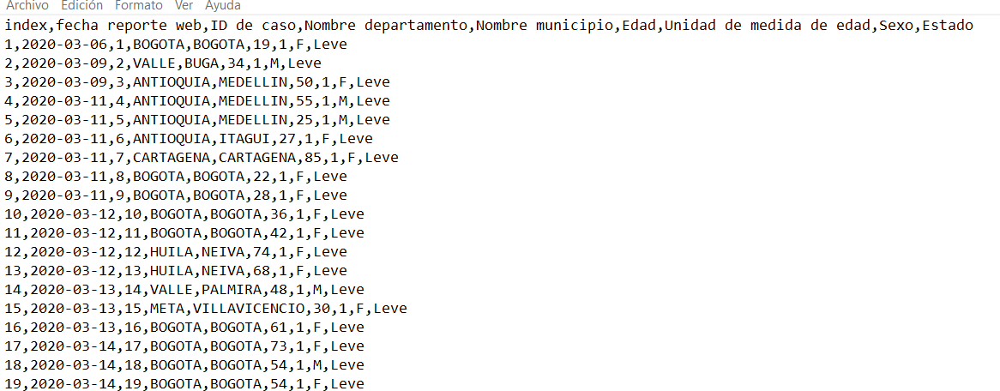 Archivo Edición Formato Ver Ayuda
index,fecha reporte web,ID de caso,Nombre departamento,Nombre municipio,Edad,Unidad de medida de edad,Sexo,Estado
1,2020-03-06,1,BOGOTA,BOGOTA,19,1,F,Leve
2,2020-03-09,2,VALLE,BUGA,34,1,M,Leve
3,2020-03-09,3,ANTIOQUIA,MEDELLIN,50,1,F,Leve
4,2020-03-11,4,ANTIOQUIA,MEDELLIN,55,1,M,Leve
5,2020-03-11,5,ANTIOQUIA,MEDELLIN,25,1,M,Leve
6,2020-03-11,6,ANTIOQUIA,ITAGUI,27,1,F,Leve
7,2020-03-11,7,CARTAGENA,CARTAGENA,85,1,F,Leve
8,2020-03-11,8,BOGOTA,BOGOTA,22,1,F,Leve
9,2020-03-11,9,BOGOTA,BOGOTA,28,1,F,Leve
10,2020-03-12,10,BOGOTA,BOGOTA,36,1,F,Leve
11,2020-03-12,11,BOGOTA,BOGOTA,42,1,F,Leve
12,2020-03-12,12,HUILA,NEIVA,74,1,F,Leve
13,2020-03-12,13,HUILA,NEIVA,68,1,F,Leve
14,2020-03-13,14,VALLE,PALMIRA,48,1,M,Leve
15,2020-03-13,15,META,VILLAVICENCIO,30,1,F,Leve
16,2020-03-13,16,BOGOTA,BOGOTA,61,1,F,Leve
17,2020-03-14,17,BOGOTA,BOGOTA,73,1,F,Leve
18,2020-03-14,18,BOGOTA,BOGOTA,54,1,M,Leve
19,2020-03-14,19,BOGOTA,BOGOTA,54,1,F,Leve